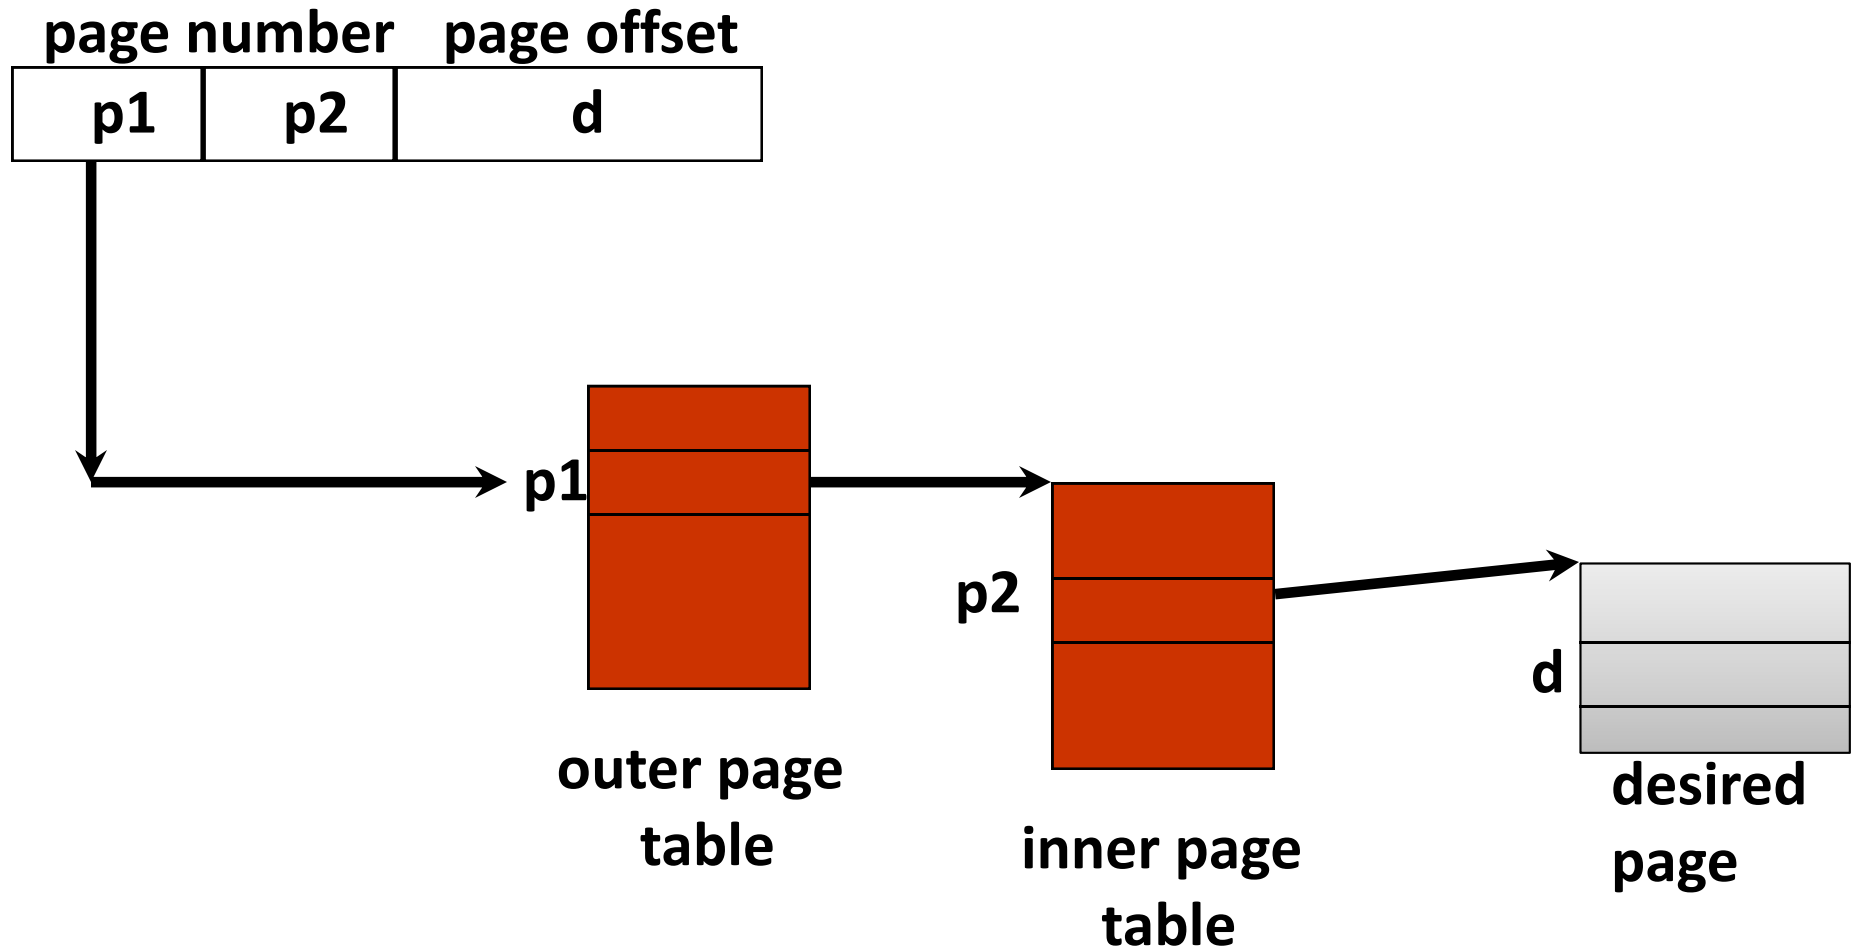 page number page offset
p1 p2 d
p1
p2
d
outer page
table
inner page
table
desired
page